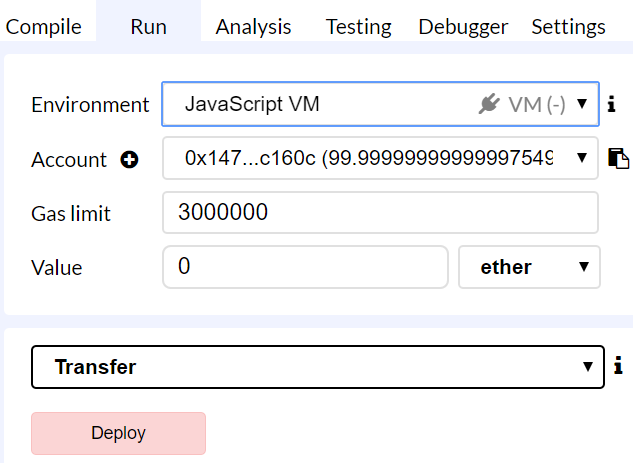 Compile Run Analysis Testing Debugger Settings
Environment JavaScript VM VM (-)
Account 0x147...c160c (99.99999999999997549
Gas limit 3000000
Value 0 ether
Transfer
Deploy